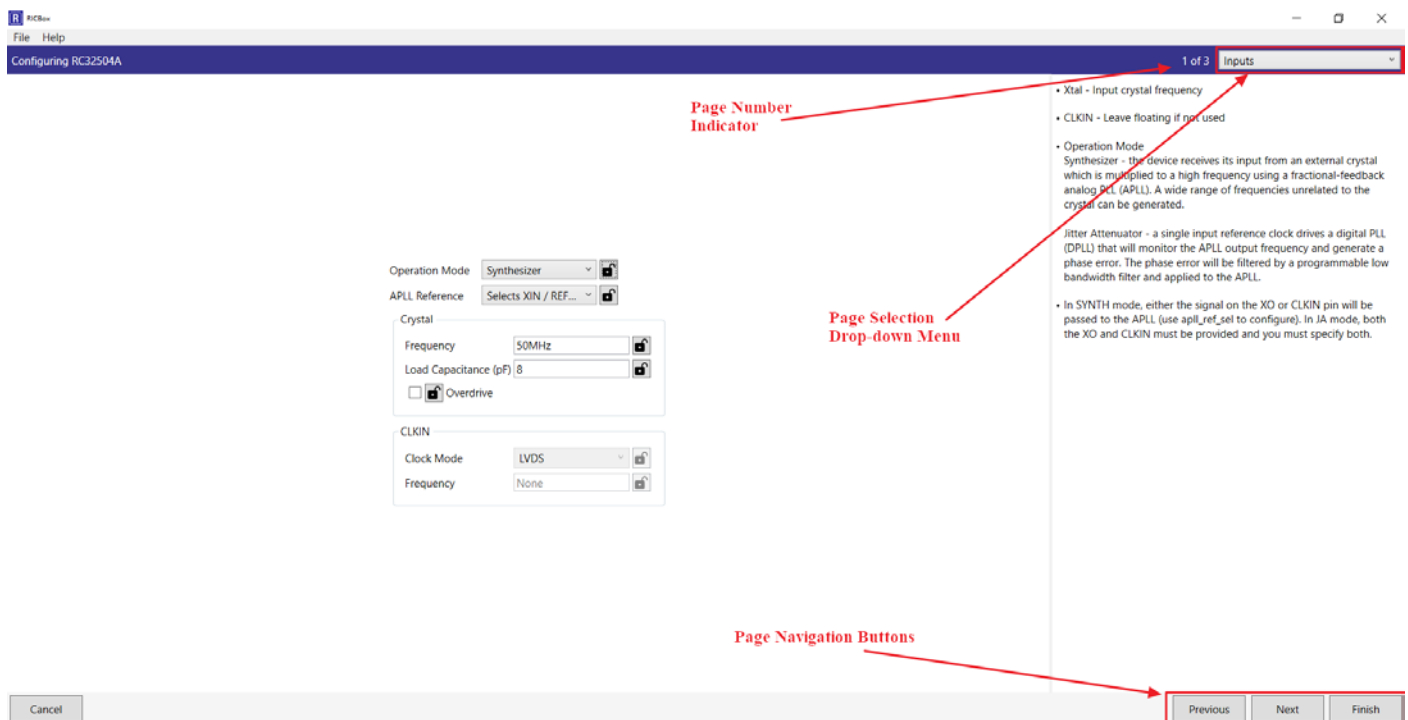 RICBox
File Help
Configuring RC32504A
1 of 3 Inputs
Page Number
Indicator
• Xtal - Input crystal frequency
• CLKIN - Leave floating if not used
• Operation Mode
Synthesizer - the device receives its input from an external crystal
which is multiplied to a high frequency using a fractional-feedback
analog PLL (APLL). A wide range of frequencies unrelated to the
crystal can be generated.
Jitter Attenuator - a single input reference clock drives a digital PLL
(DPLL) that will monitor the APLL output frequency and generate a
phase error. The phase error will be filtered by a programmable low
bandwidth filter and applied to the APLL.
• In SYNTH mode, either the signal on the XO or CLKIN pin will be
passed to the APLL (use apll_ref_sel to configure). In JA mode, both
the XO and CLKIN must be provided and you must specify both.
Operation Mode Synthesizer
APLL Reference Selects XIN / REF...
Crystal
Frequency 50MHz
Load Capacitance (pF) 8
Overdrive
CLKIN
Clock Mode LVDS
Frequency None
Page Selection
Drop-down Menu
Page Navigation Buttons
Cancel Previous Next Finish